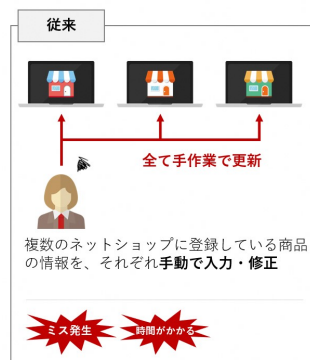 従来
全て手作業で更新
複数のネットショップに登録している商品
の情報を、それぞれ手動で入力・修正
ミス発生
時間がかかる